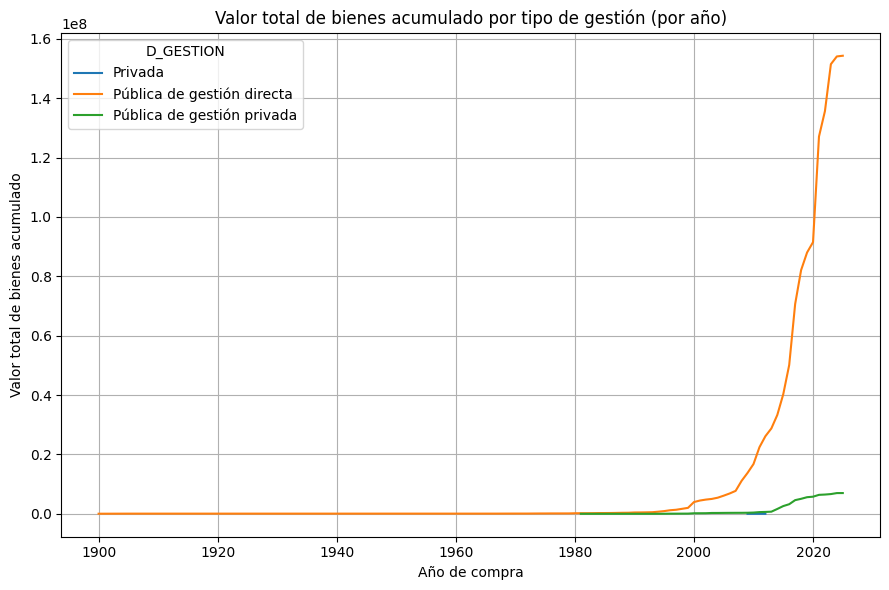 Valor total de bienes acumulado por tipo de gestión (por año)
1e8
D_GESTION
Privada
Pública de gestión directa
Pública de gestión privada
1.6
1.4
1.2
1.0
0.8
0.6
0.4
0.2
0.0
Valor total de bienes acumulado
1900 1920 1940 1960 1980 2000 2020
Año de compra